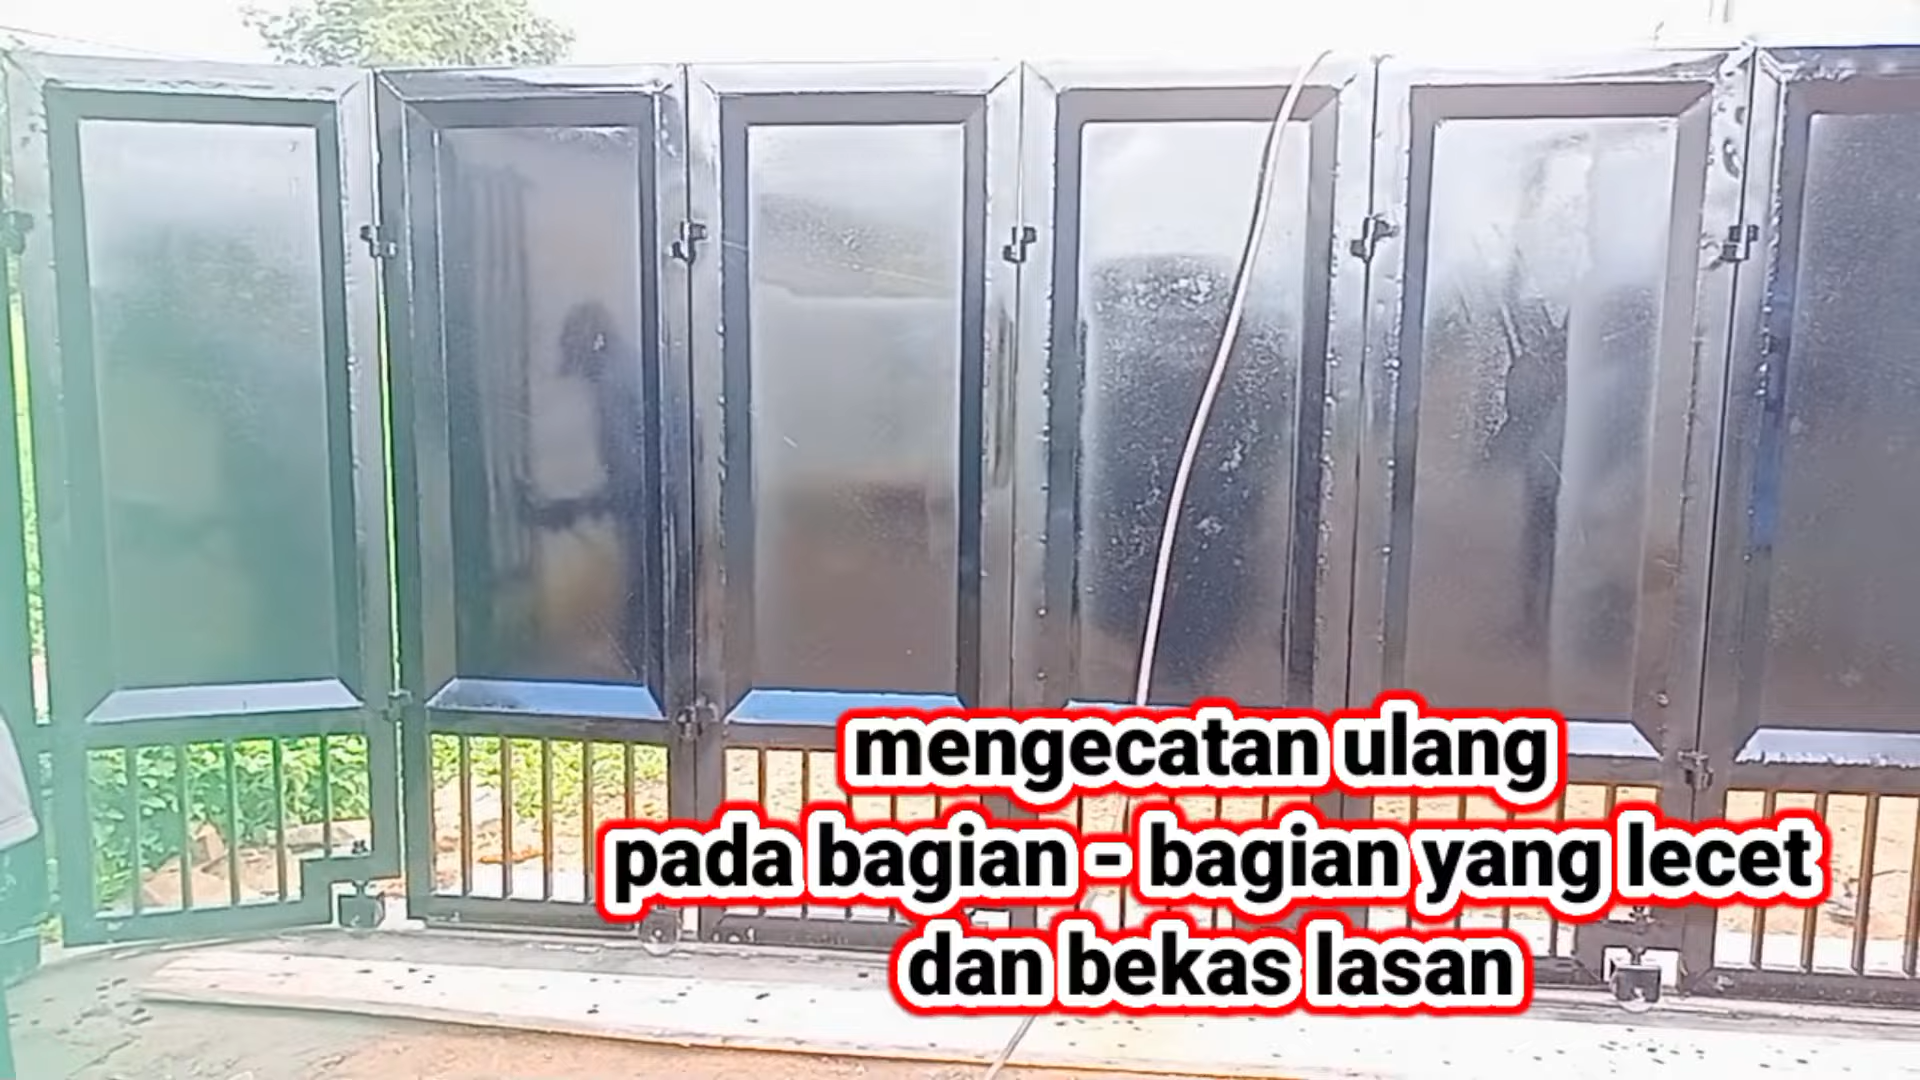 mengecatan ulang
pada bagian - bagian yang lecet
dan bekas lasan